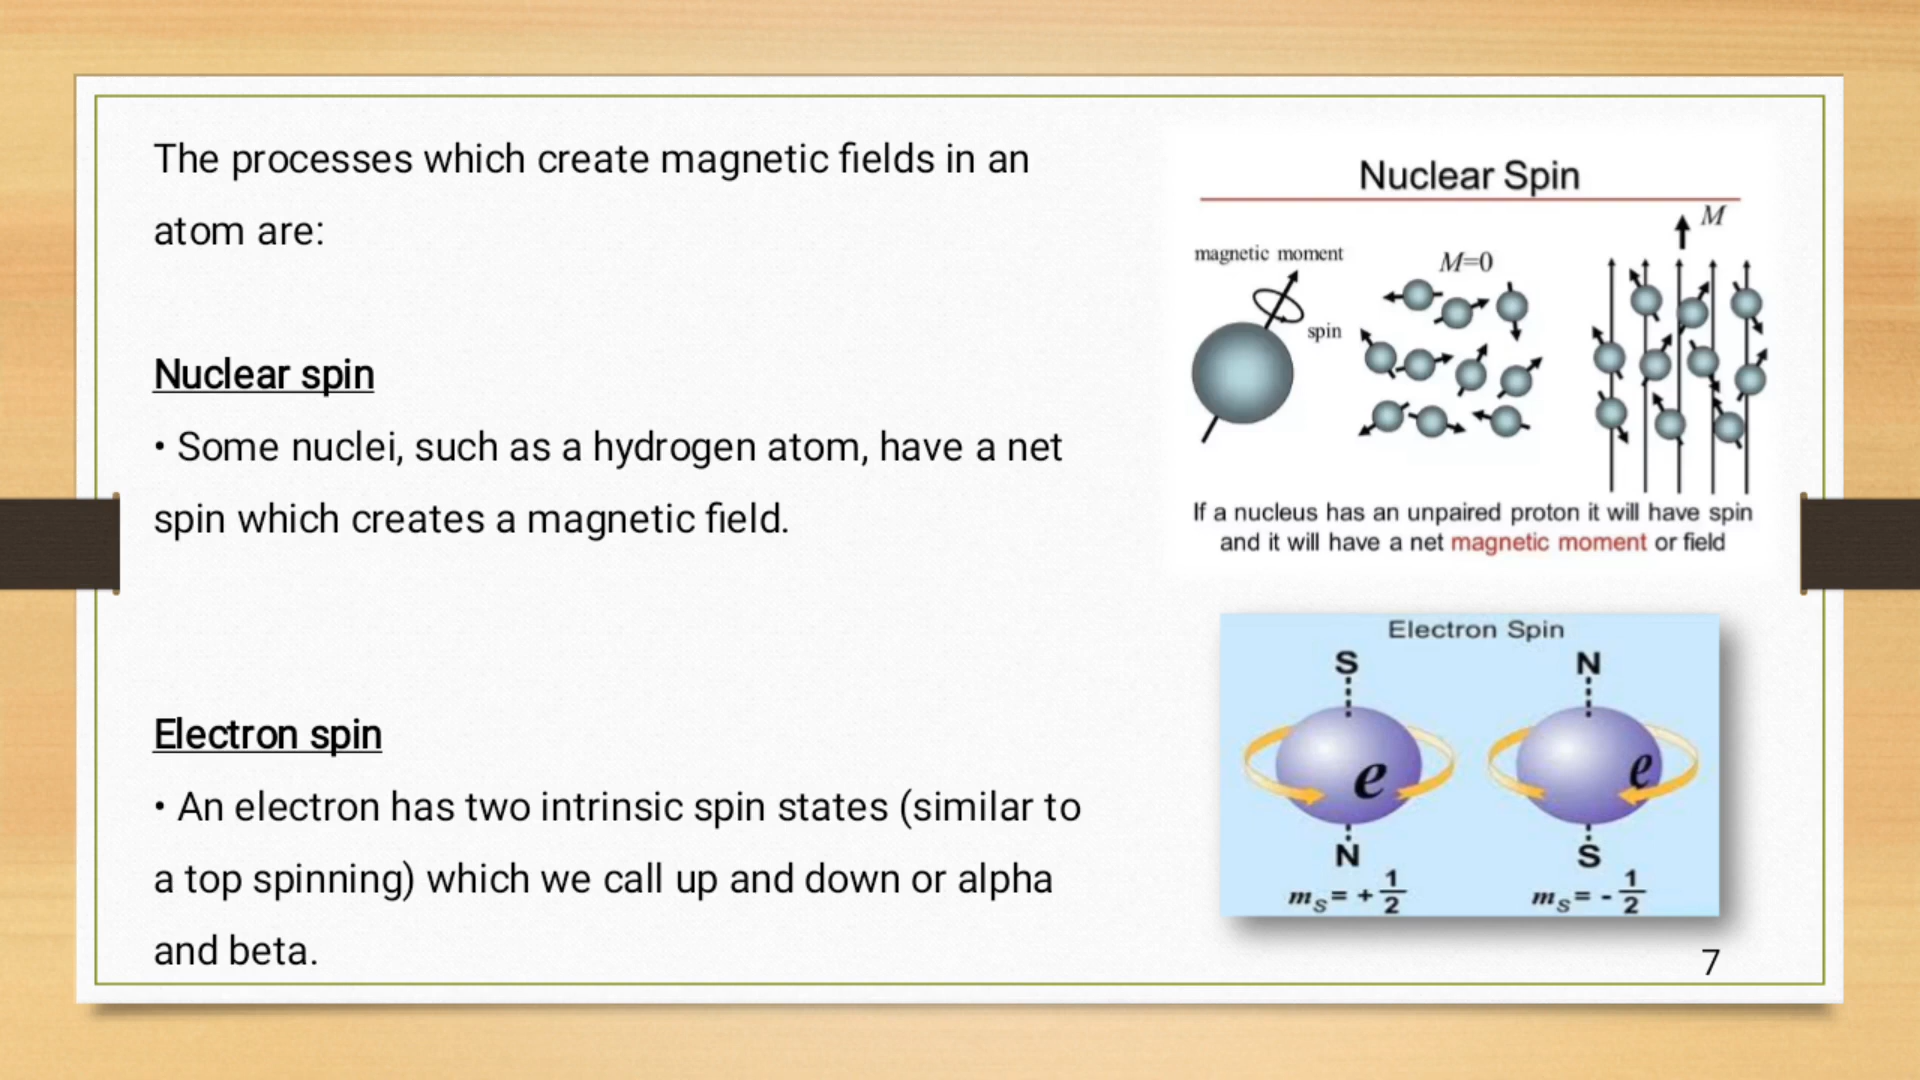 The processes which create magnetic fields in an
atom are:
Nuclear spin
• Some nuclei, such as a hydrogen atom, have a net
spin which creates a magnetic field.
Electron spin
• An electron has two intrinsic spin states (similar to
a top spinning) which we call up and down or alpha
and beta.
Nuclear Spin
M
magnetic moment
M=0
spin
If a nucleus has an unpaired proton it will have spin
and it will have a net magnetic moment or field
Electron Spin
S N
e e
N S
mS = + 1/2 mS = - 1/2
7